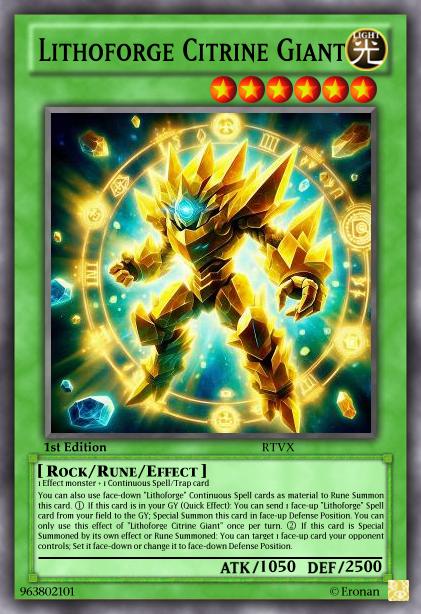 LITHOFORGE CITRINE GIANT
LIGHT
光
1st Edition RTVX
[ ROCK/RUNE/EFFECT ]
1 Effect monster + 1 Continuous Spell/Trap card
You can also use face-down "Lithoforge" Continuous Spell cards as material to Rune Summon
this card. ① If this card is in your GY (Quick Effect): You can send 1 face-up "Lithoforge" Spell
card from your field to the GY; Special Summon this card in face-up Defense Position. You can
only use this effect of "Lithoforge Citrine Giant" once per turn. ② If this card is Special
Summoned by its own effect or Rune Summoned: You can target 1 face-up card your opponent
controls; Set it face-down or change it to face-down Defense Position.
ATK/1050 DEF/2500
963802101 © Eronan